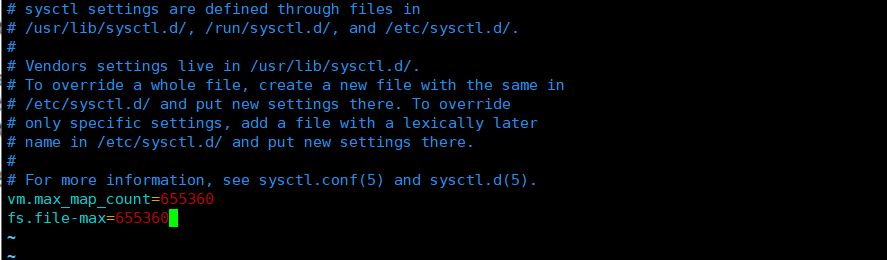 # sysctl settings are defined through files in
# /usr/lib/sysctl.d/, /run/sysctl.d/, and /etc/sysctl.d/.
#
# Vendors settings live in /usr/lib/sysctl.d/.
# To override a whole file, create a new file with the same in
# /etc/sysctl.d/ and put new settings there. To override
# only specific settings, add a file with a lexically later
# name in /etc/sysctl.d/ and put new settings there.
#
# For more information, see sysctl.conf(5) and sysctl.d(5).
vm.max_map_count=655360
fs.file-max=655360
~
~